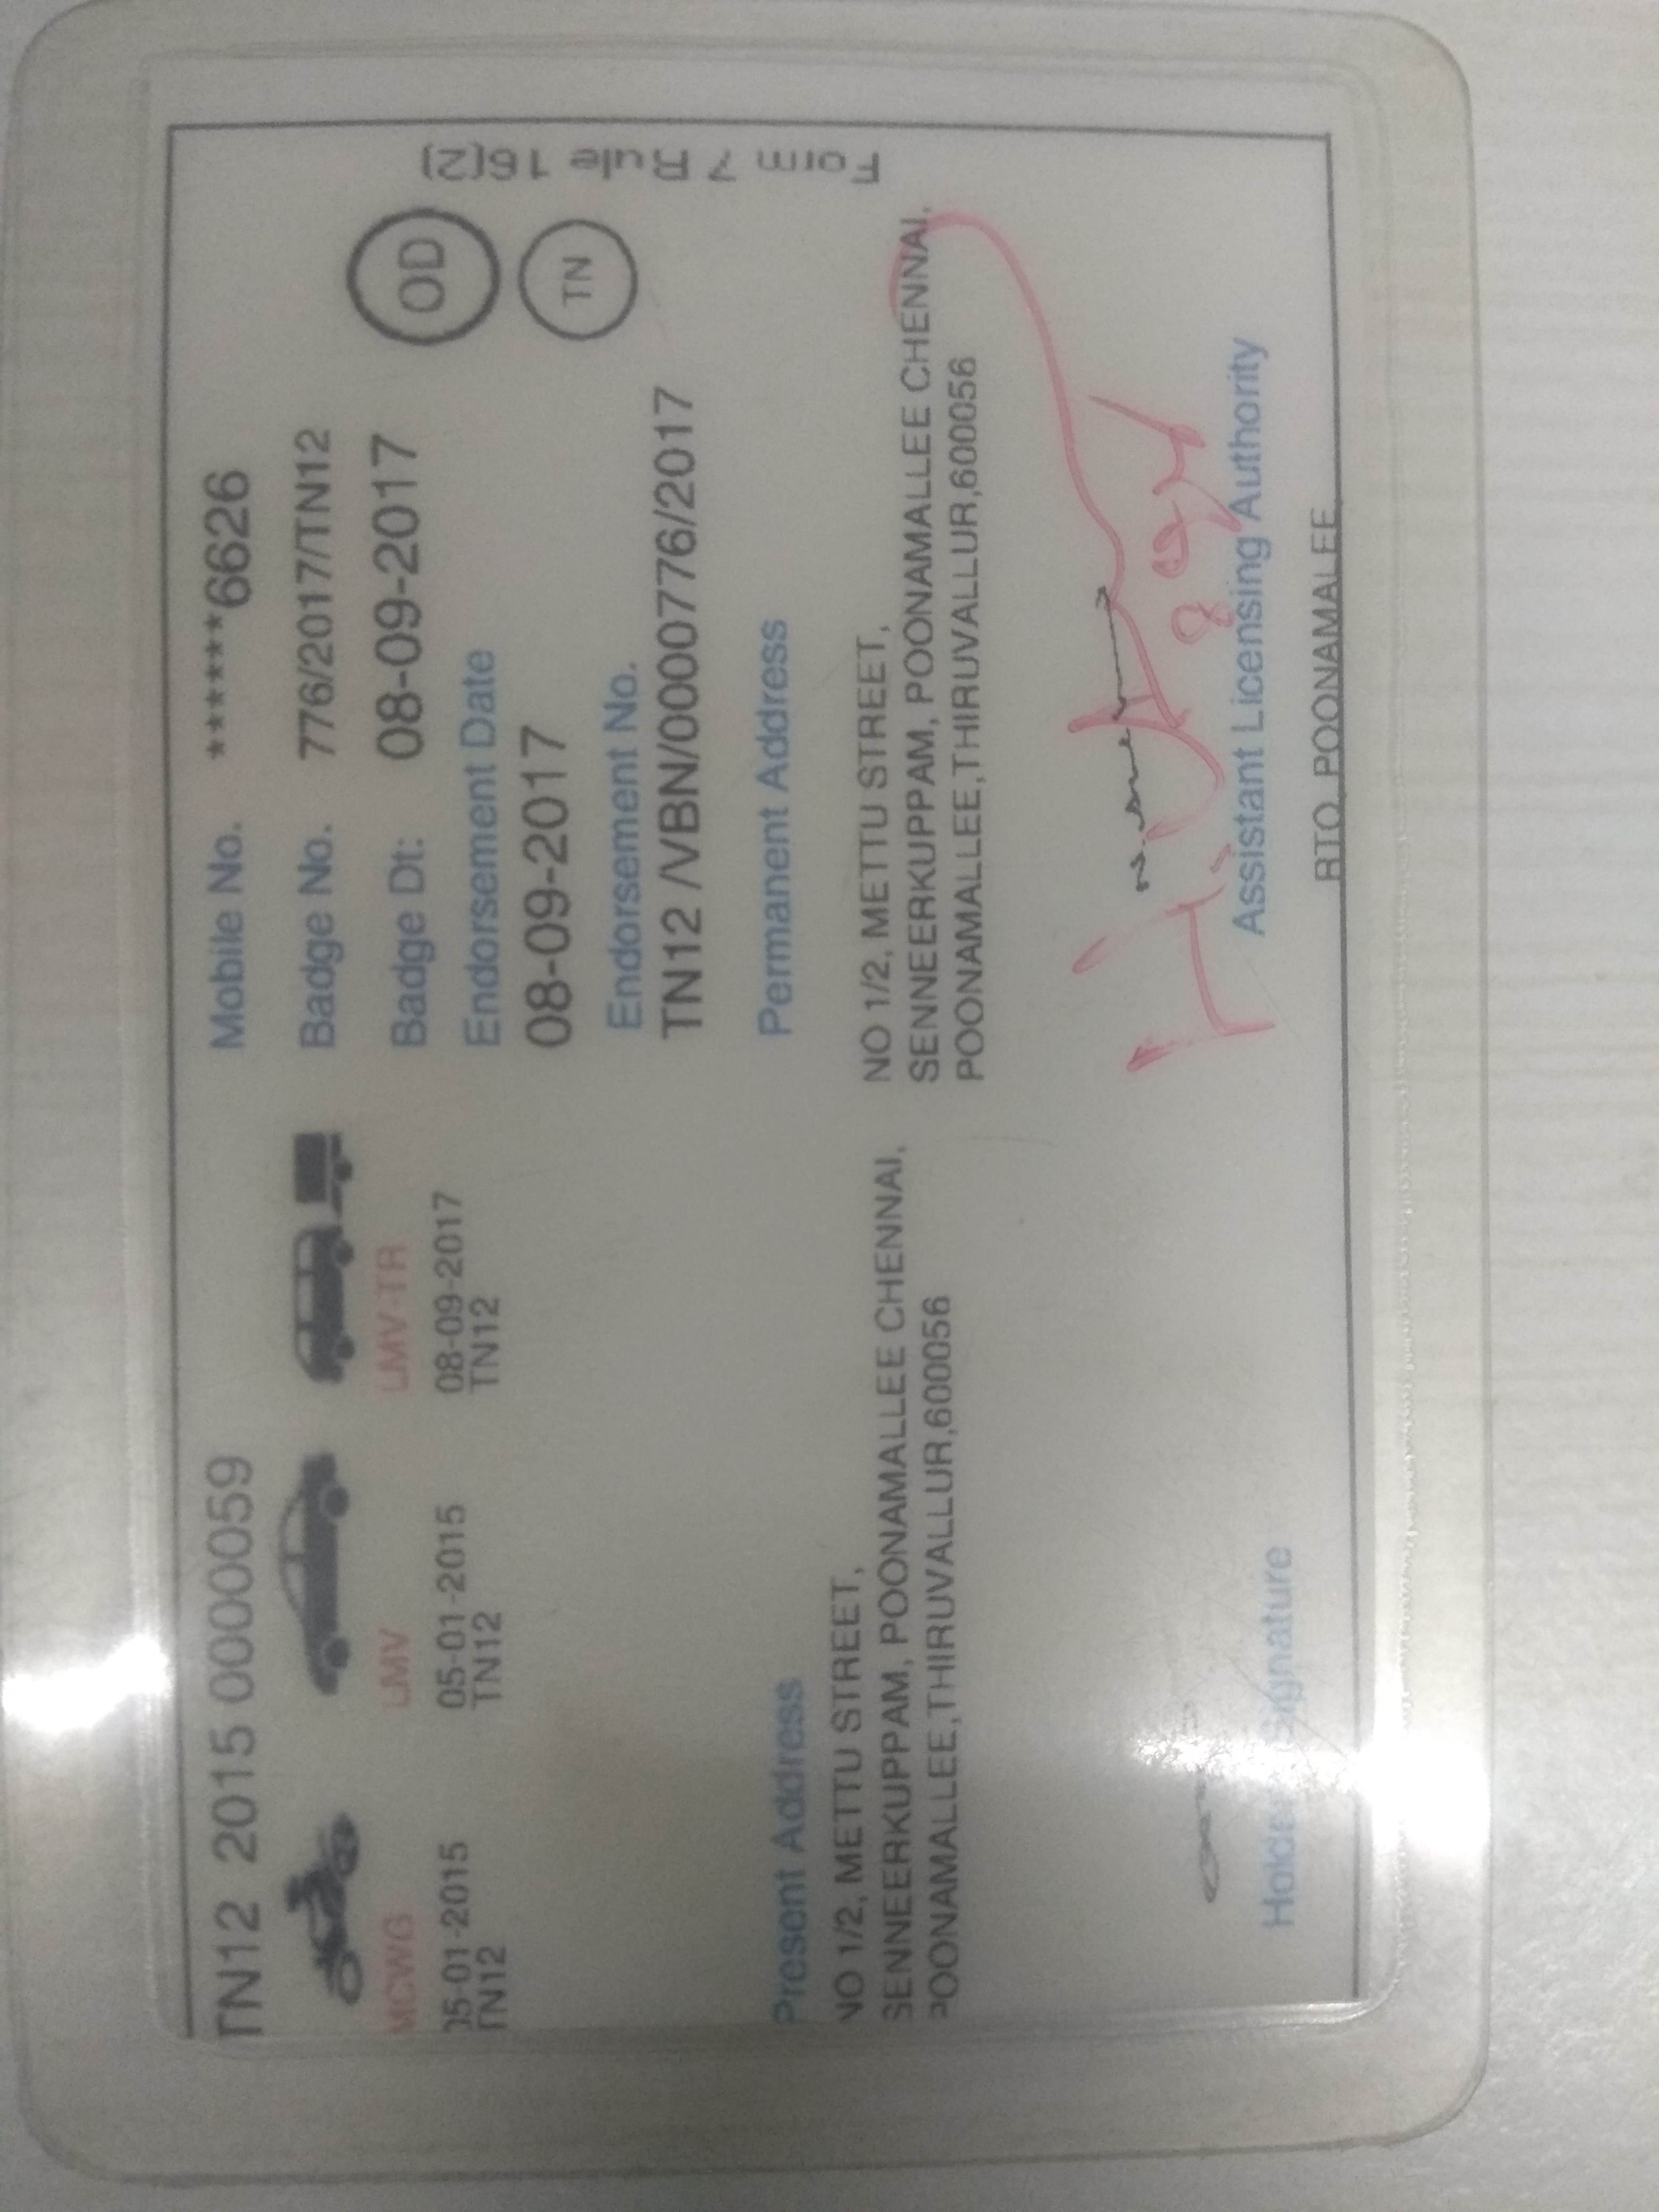 TN12 2015 0000059
MCWG
05-01-2015
TN12
LMV
05-01-2015
TN12
LMV-TR
08-09-2017
TN12
Mobile No. ******6626
Badge No. 776/2017/TN12
Badge Dt: 08-09-2017
Endorsement Date
08-09-2017
Endorsement No.
TN12 /VBN/0000776/2017
OD
TN
Form 7 Rule 16(2)
Present Address
NO 1/2, METTU STREET,
SENNEERKUPPAM, POONAMALLEE CHENNAI,
POONAMALLEE,THIRUVALLUR,600056
Permanent Address
NO 1/2, METTU STREET,
SENNEERKUPPAM, POONAMALLEE CHENNAI,
POONAMALLEE,THIRUVALLUR,600056
Holder Signature
Assistant Licensing Authority
RTO, POONAMALEE